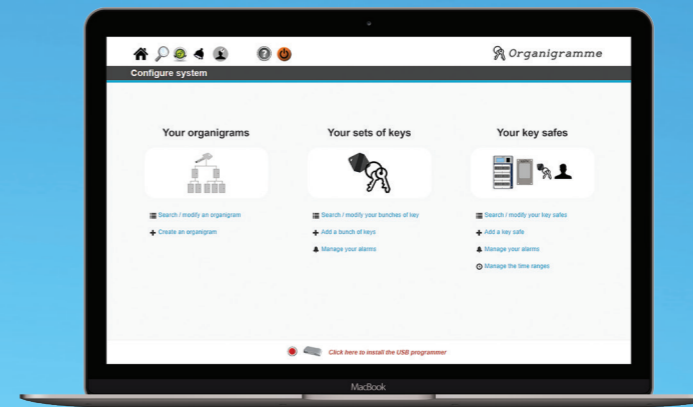 Organigramme
Configure system
Your organigrams
Your sets of keys
Your key safes
Search / modify an organigram
Create an organigram
Search / modify your bunches of key
Add a bunch of keys
Manage your alarms
Search / modify your key safes
Add a key safe
Manage your alarms
Manage the time ranges
Click here to install the USB programmer
MacBook